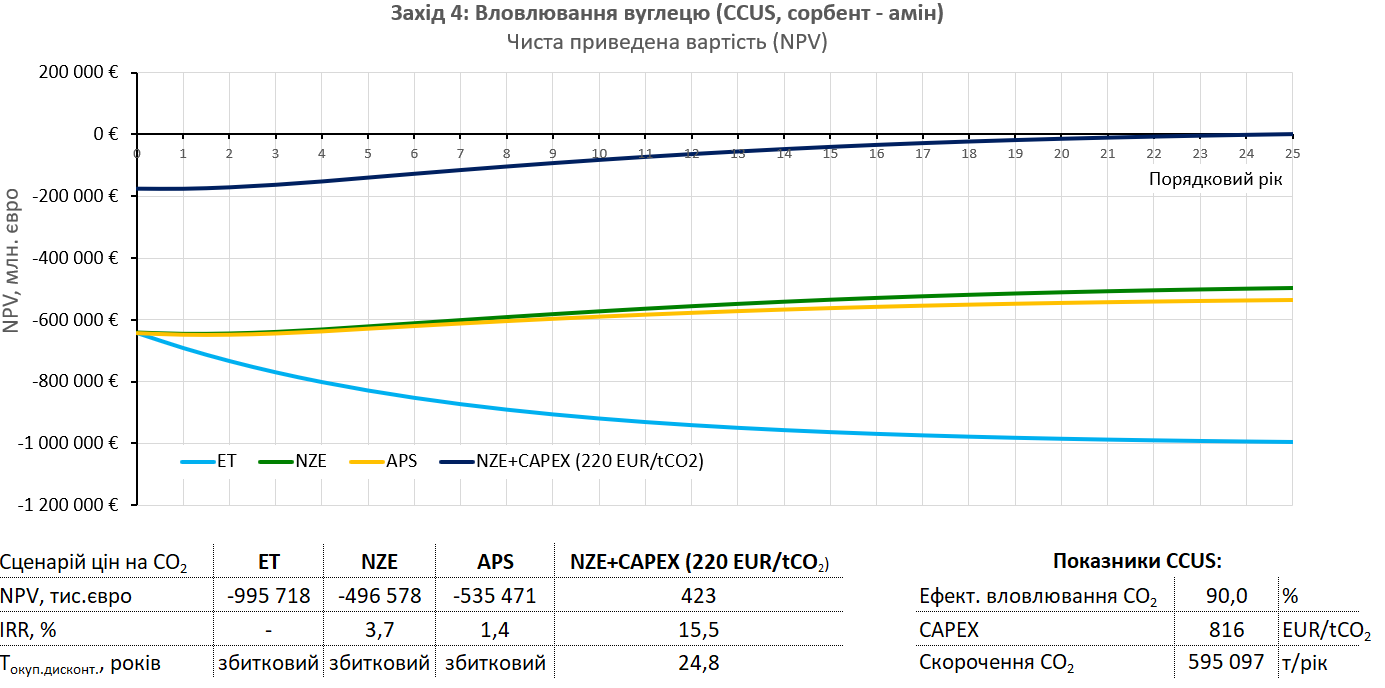 Захід 4: Вловлювання вуглецю (CCUS, сорбент - амін)
Чиста приведена вартість (NPV)
NPV, млн. євро
200 000 €
0 €
-200 000 €
-400 000 €
-600 000 €
-800 000 €
-1 000 000 €
-1 200 000 €
0 1 2 3 4 5 6 7 8 9 10 11 12 13 14 15 16 17 18 19 20 21 22 23 24 25
Порядковий рік
ET NZE APS NZE+CAPEX (220 EUR/tCO2)
Сценарій цін на CO₂ ET NZE APS NZE+CAPEX (220 EUR/tCO₂)
NPV, тис.євро -995 718 -496 578 -535 471 423
IRR, % - 3,7 1,4 15,5
Токуп.дисконт., років збитковий збитковий збитковий 24,8
Показники CCUS:
Ефект. вловлювання CO₂ 90,0 %
CAPEX 816 EUR/tCO₂
Скорочення CO₂ 595 097 т/рік